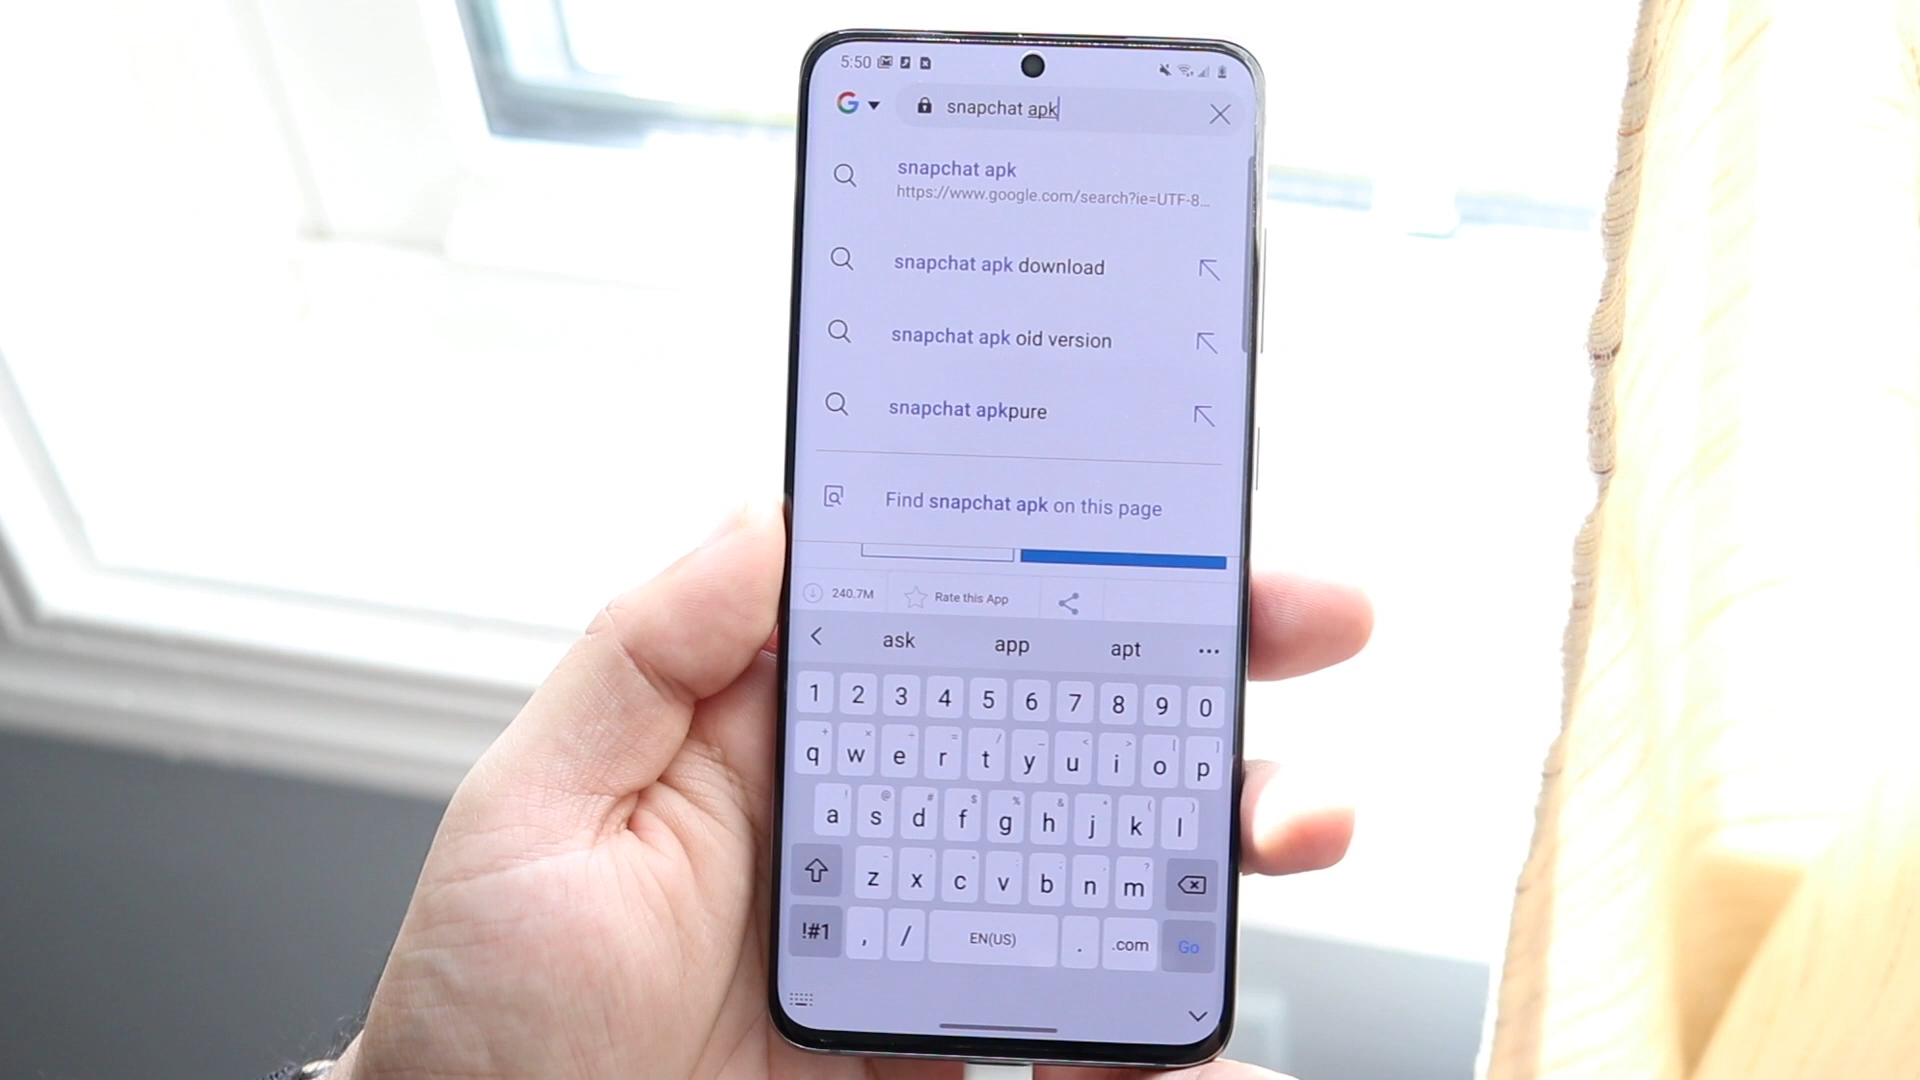 5:50
G snapchat apk
snapchat apk
https://www.google.com/search?ie=UTF-8...
snapchat apk download
snapchat apk old version
snapchat apkpure
Find snapchat apk on this page
240.7M Rate this App
ask app apt ...
1 2 3 4 5 6 7 8 9 0
q w e r t y u i o p
a s d f g h j k l
z x c v b n m
!#1 , / EN(US) . .com Go